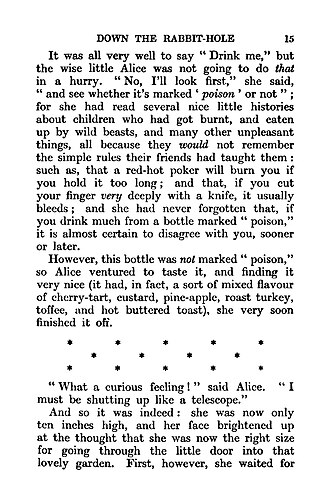 DOWN THE RABBIT-HOLE 15
It was all very well to say “ Drink me,” but
the wise little Alice was not going to do that
in a hurry. “ No, I'll look first,” she said,
“ and see whether it's marked ‘ poison ’ or not ” ;
for she had read several nice little histories
about children who had got burnt, and eaten
up by wild beasts, and many other unpleasant
things, all because they would not remember
the simple rules their friends had taught them :
such as, that a red-hot poker will burn you if
you hold it too long ; and that, if you cut
your finger very deeply with a knife, it usually
bleeds ; and she had never forgotten that, if
you drink much from a bottle marked “ poison,”
it is almost certain to disagree with you, sooner
or later.
However, this bottle was not marked “ poison,”
so Alice ventured to taste it, and finding it
very nice (it had, in fact, a sort of mixed flavour
of cherry-tart, custard, pine-apple, roast turkey,
toffee, and hot buttered toast), she very soon
finished it off.
* * * * *
* * * *
* * * * *
“ What a curious feeling ! ” said Alice. “ I
must be shutting up like a telescope.”
And so it was indeed : she was now only
ten inches high, and her face brightened up
at the thought that she was now the right size
for going through the little door into that
lovely garden. First, however, she waited for